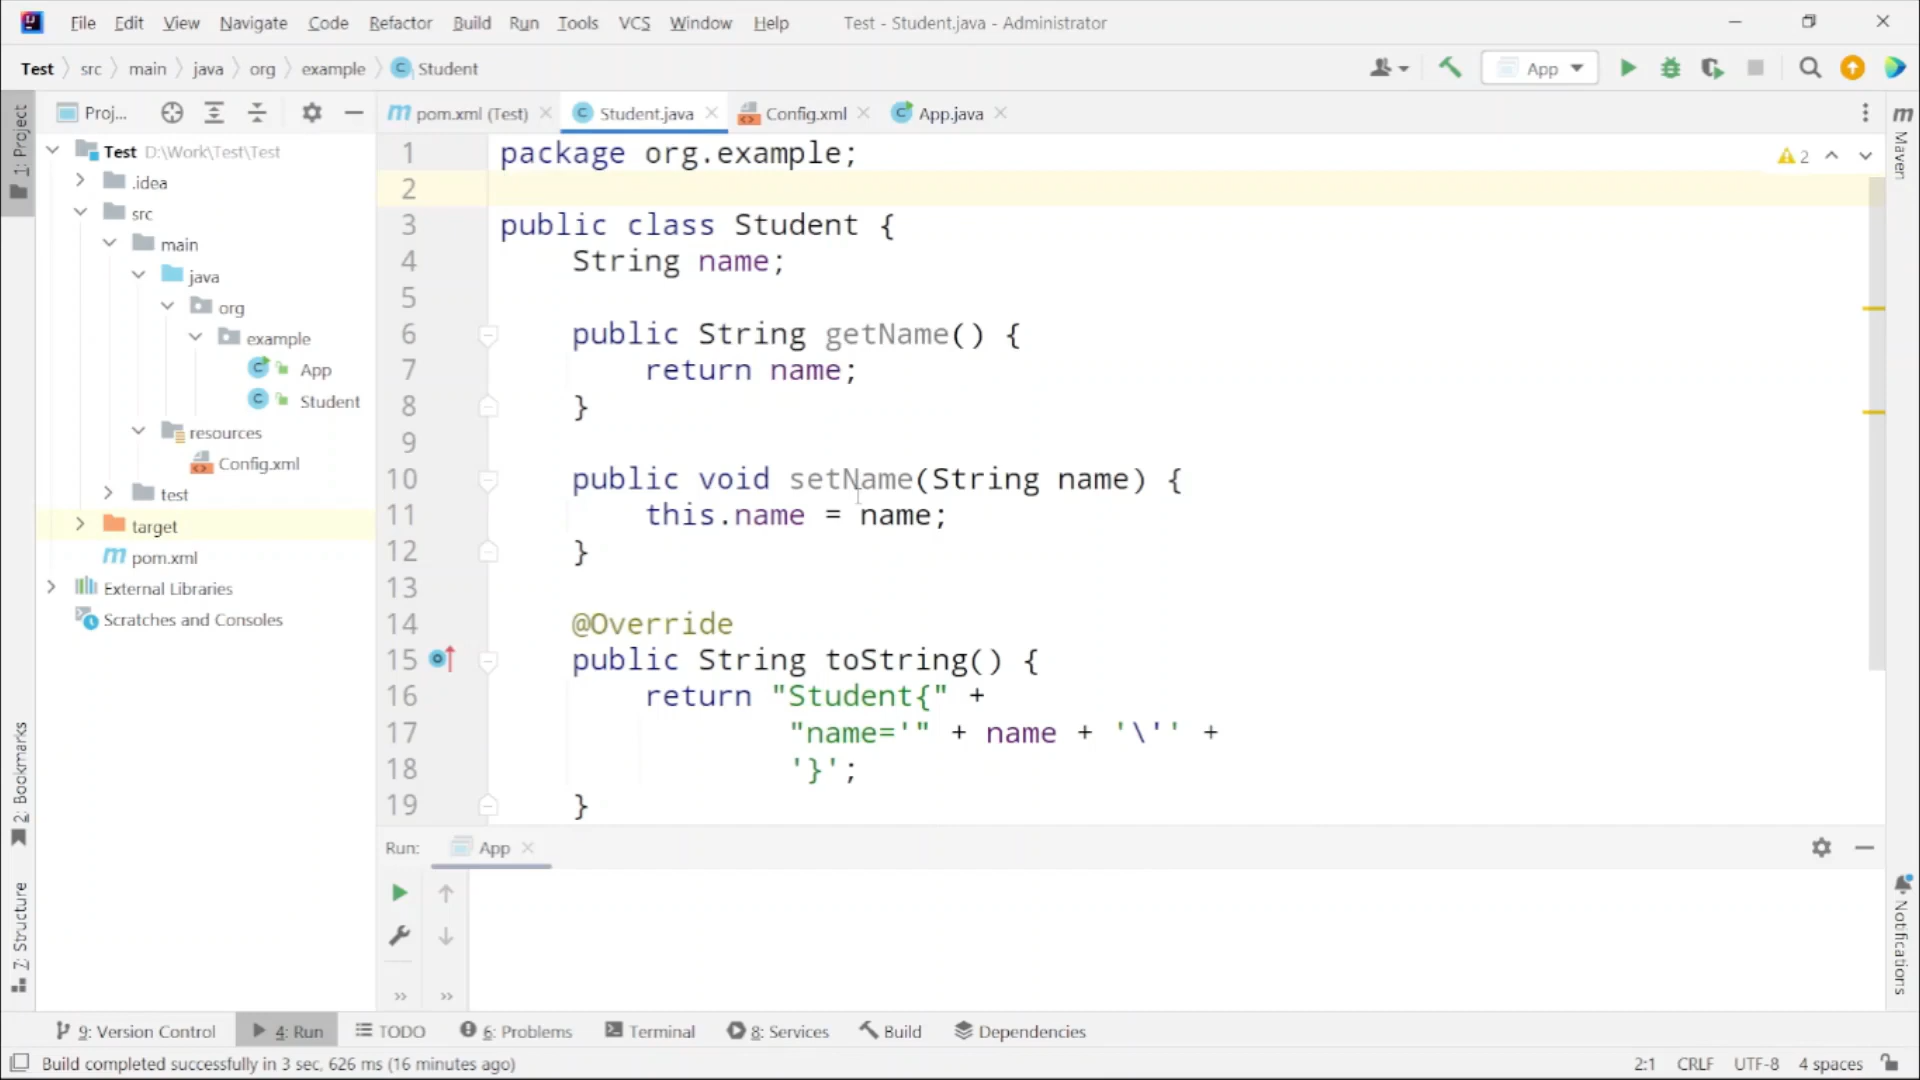 File Edit View Navigate Code Refactor Build Run Tools VCS Window Help Test - Student.java - Administrator
Test src main java org example Student App
1: Project
Proj...
pom.xml (Test) Student.java Config.xml App.java
Maven
Test D:\Work\Test\Test
.idea
src
main
java
org
example
App
Student
resources
Config.xml
test
target
pom.xml
External Libraries
Scratches and Consoles
2
1 package org.example;
2
3 public class Student {
4 String name;
5
6 public String getName() {
7 return name;
8 }
9
10 public void setName(String name) {
11 this.name = name;
12 }
13
14 @Override
15 public String toString() {
16 return "Student{" +
17 "name='" + name + '\'' +
18 '}';
19 }
2: Bookmarks
7: Structure
Run: App
Notifications
9: Version Control 4: Run TODO 6: Problems Terminal 8: Services Build Dependencies
Build completed successfully in 3 sec, 626 ms (16 minutes ago) 2:1 CRLF UTF-8 4 spaces